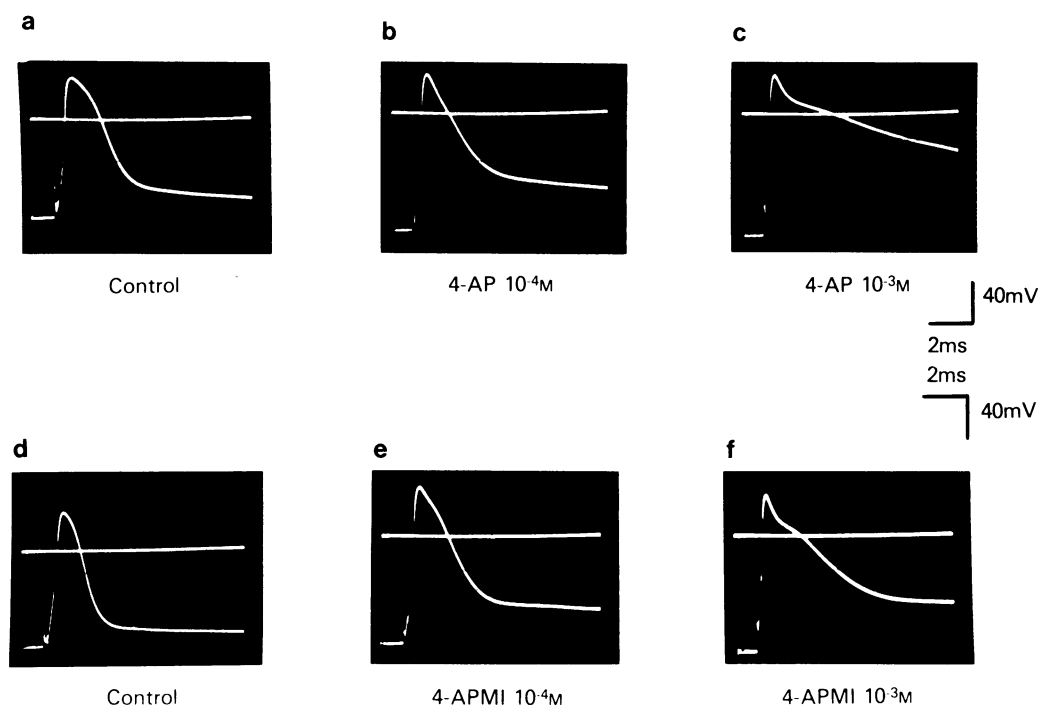 a
b
c
Control
4-AP 10⁻⁴M
4-AP 10⁻³M
40mV
2ms
2ms
40mV
d
e
f
Control
4-APMI 10⁻⁴M
4-APMI 10⁻³M